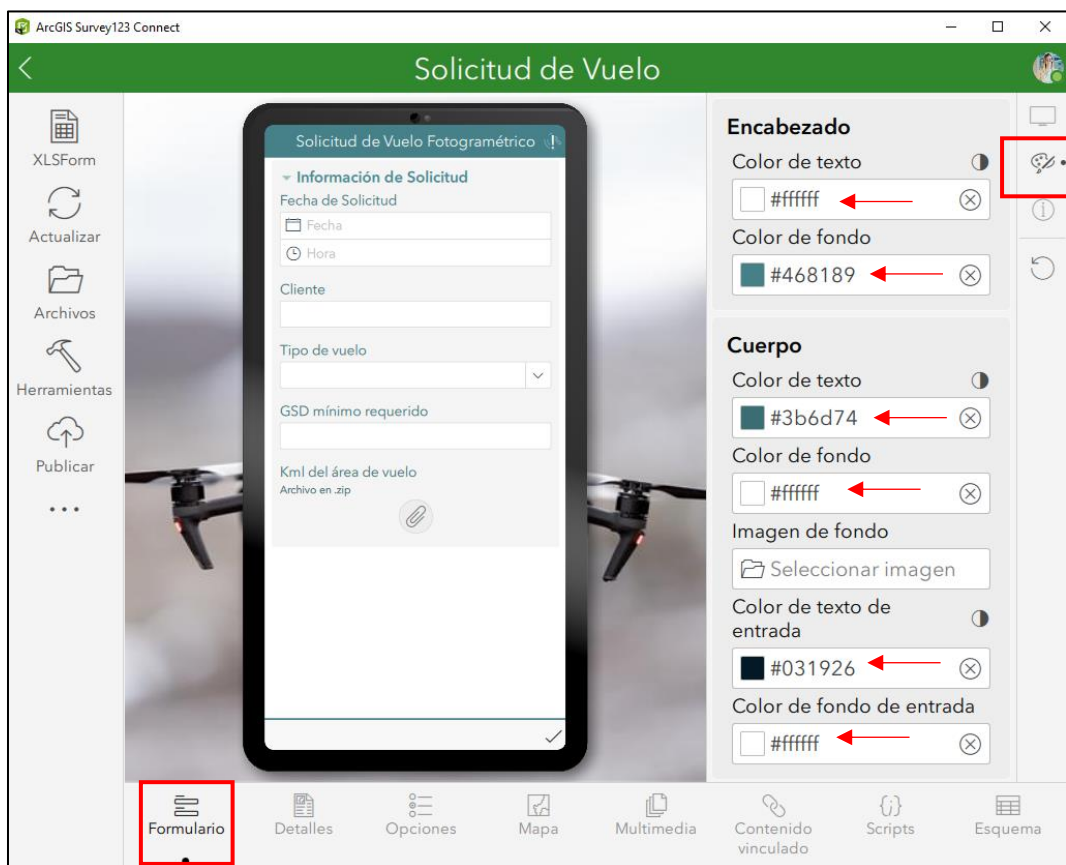 ArcGIS Survey123 Connect
Solicitud de Vuelo
XLSForm
Actualizar
Archivos
Herramientas
Publicar
Solicitud de Vuelo Fotogramétrico
Información de Solicitud
Fecha de Solicitud
Fecha
Hora
Cliente
Tipo de vuelo
GSD mínimo requerido
Kml del área de vuelo
Archivo en .zip
Encabezado
Color de texto
#ffffff
Color de fondo
#468189
Cuerpo
Color de texto
#3b6d74
Color de fondo
#ffffff
Imagen de fondo
Seleccionar imagen
Color de texto de
entrada
#031926
Color de fondo de entrada
#ffffff
Formulario
Detalles
Opciones
Mapa
Multimedia
Contenido
vinculado
Scripts
Esquema